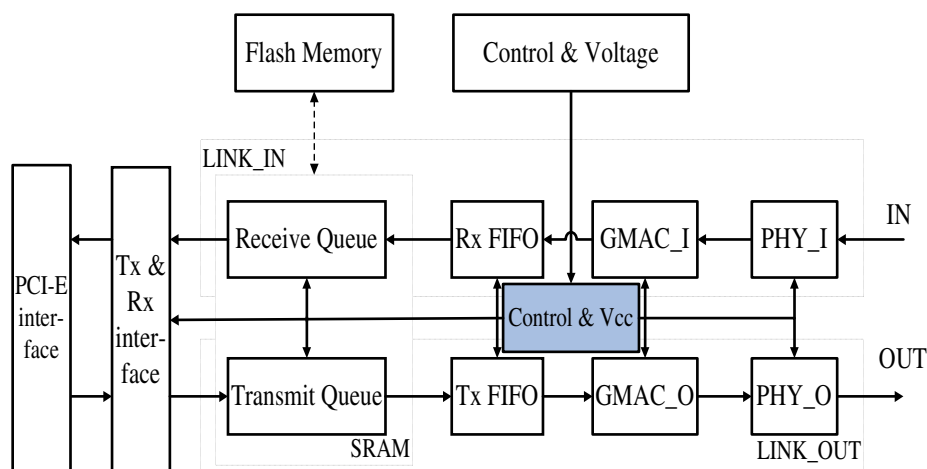 Flash Memory
Control & Voltage
LINK_IN
IN
Receive Queue
Rx FIFO
GMAC_I
PHY_I
PCI-E
inter-
face
Tx &
Rx
inter-
face
Control & Vcc
OUT
Transmit Queue
Tx FIFO
GMAC_O
PHY_O
SRAM
LINK_OUT